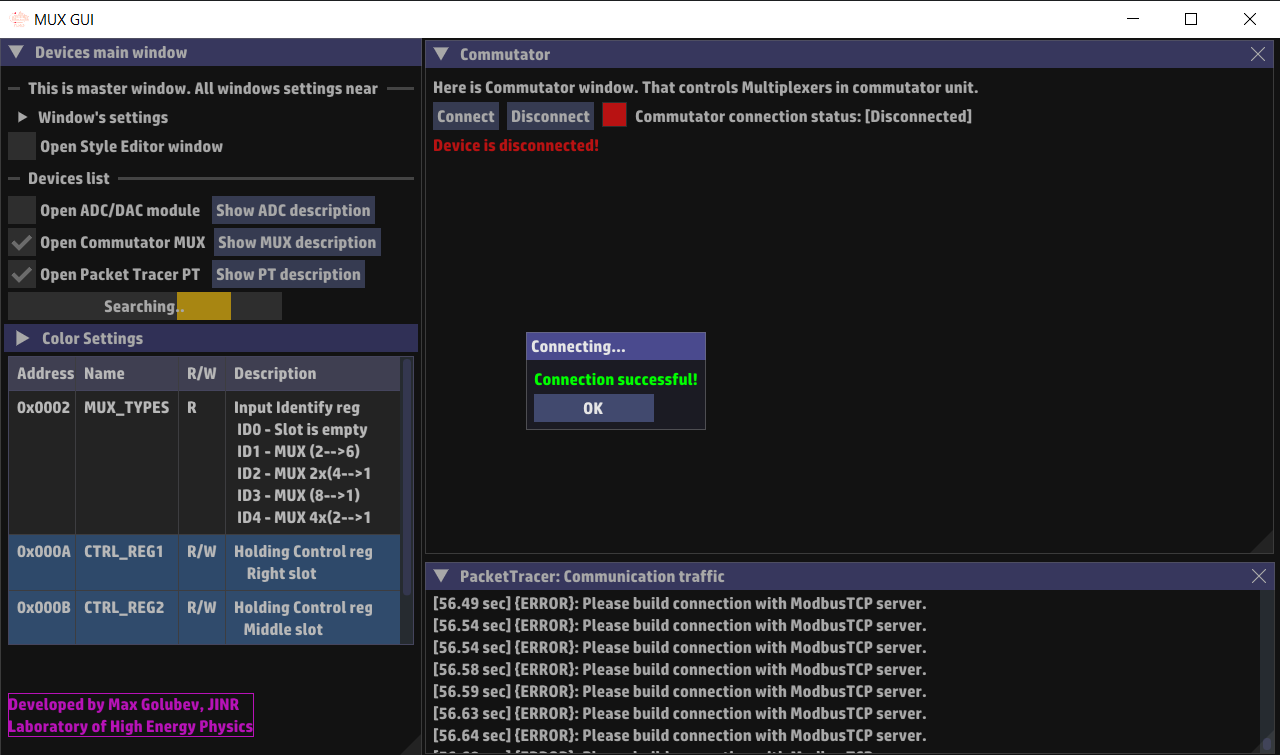 MUX GUI
Devices main window
This is master window. All windows settings near
Window's settings
Open Style Editor window
Devices list
Open ADC/DAC module Show ADC description
Open Commutator MUX Show MUX description
Open Packet Tracer PT Show PT description
Searching..
Color Settings
Address Name R/W Description
0x0002 MUX_TYPES R Input Identify reg
ID0 - Slot is empty
ID1 - MUX (2-->6)
ID2 - MUX 2x(4-->1
ID3 - MUX (8-->1)
ID4 - MUX 4x(2-->1
0x000A CTRL_REG1 R/W Holding Control reg
Right slot
0x000B CTRL_REG2 R/W Holding Control reg
Middle slot
Developed by Max Golubev, JINR
Laboratory of High Energy Physics
Commutator
Here is Commutator window. That controls Multiplexers in commutator unit.
Connect Disconnect Commutator connection status: [Disconnected]
Device is disconnected!
Connecting...
Connection successful!
OK
PacketTracer: Communication traffic
[56.49 sec] {ERROR}: Please build connection with ModbusTCP server.
[56.54 sec] {ERROR}: Please build connection with ModbusTCP server.
[56.54 sec] {ERROR}: Please build connection with ModbusTCP server.
[56.58 sec] {ERROR}: Please build connection with ModbusTCP server.
[56.59 sec] {ERROR}: Please build connection with ModbusTCP server.
[56.63 sec] {ERROR}: Please build connection with ModbusTCP server.
[56.64 sec] {ERROR}: Please build connection with ModbusTCP server.